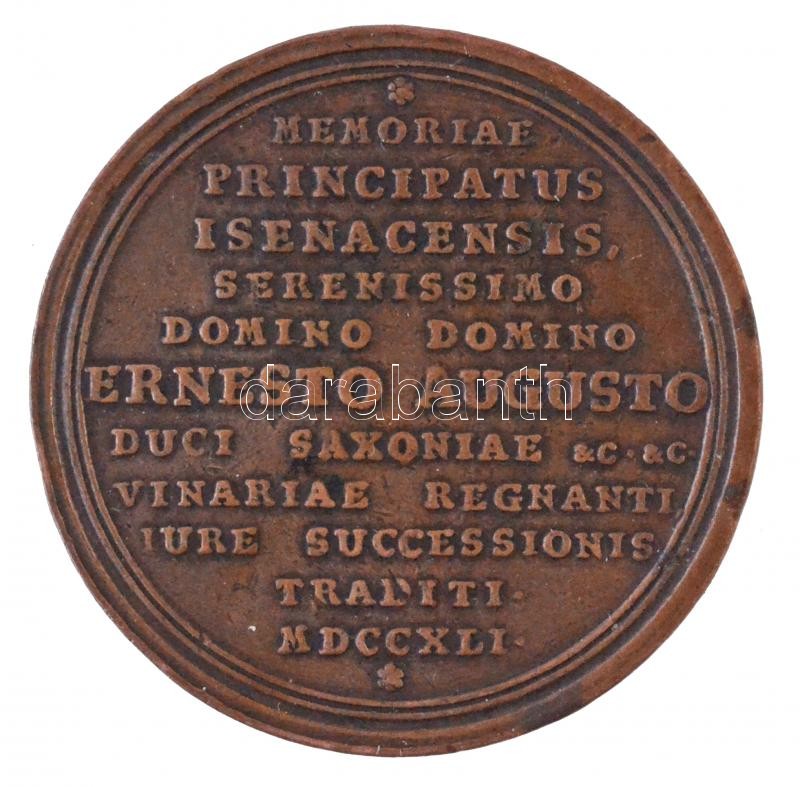 MEMORIAE
PRINCIPATUS
ISENACENSIS,
SERENISSIMO
DOMINO DOMINO
ERNESTO AUGUSTO
darabanth
DUCI SAXONIAE &C· &C·
VINARIAE REGNANTI,
IURE SUCCESSIONIS
TRADITI·
MDCCXLI·